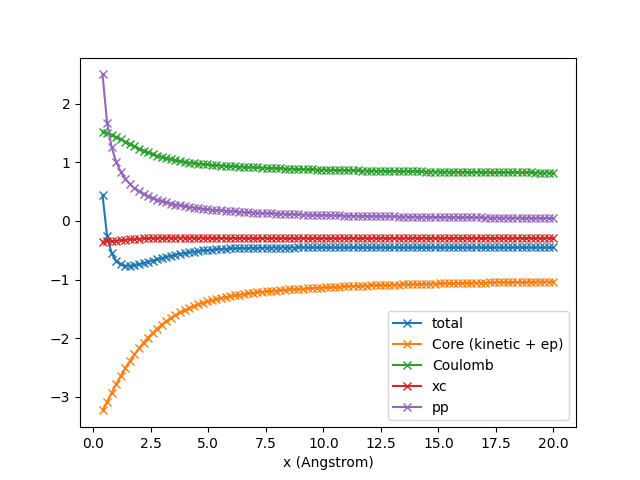 2
1
0
−1
−2
−3
0.0 2.5 5.0 7.5 10.0 12.5 15.0 17.5 20.0
x (Angstrom)
total
Core (kinetic + ep)
Coulomb
xc
pp